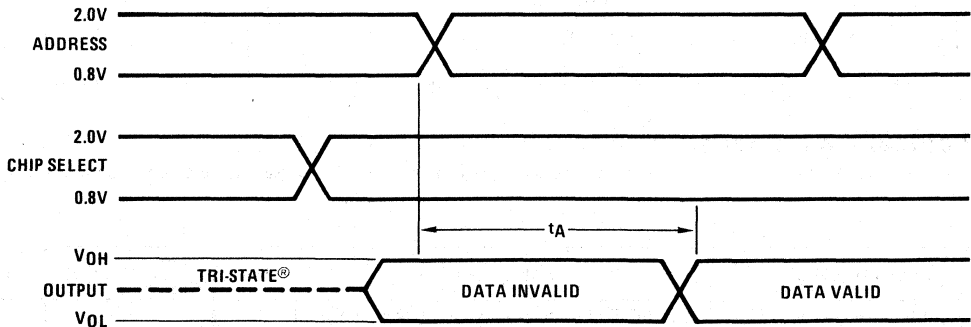 2.0V
ADDRESS
0.8V
2.0V
CHIP SELECT
0.8V
tA
VOH
TRI-STATE®
OUTPUT
DATA INVALID
DATA VALID
VOL